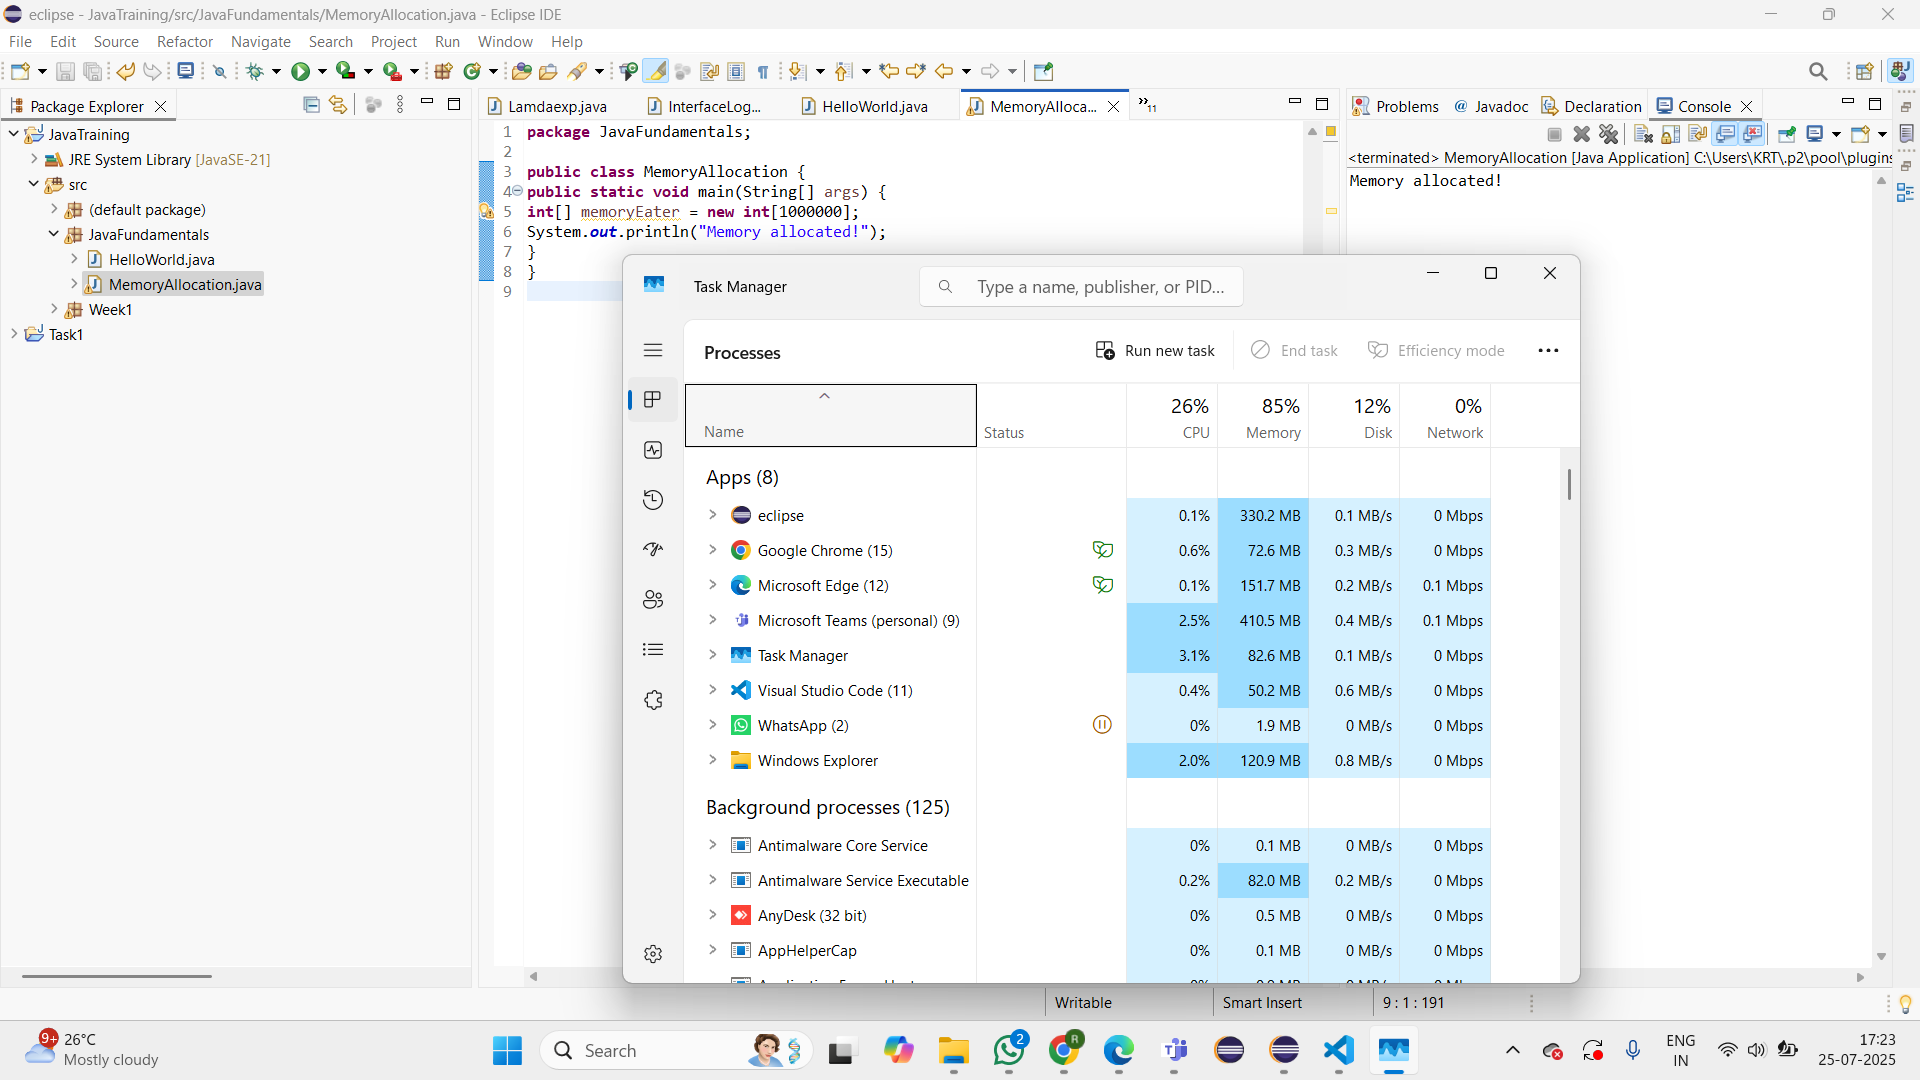 eclipse - JavaTraining/src/JavaFundamentals/MemoryAllocation.java - Eclipse IDE
File Edit Source Refactor Navigate Search Project Run Window Help
Package Explorer
JavaTraining
JRE System Library [JavaSE-21]
src
(default package)
JavaFundamentals
HelloWorld.java
MemoryAllocation.java
Week1
Task1
Lamdaexp.java InterfaceLog... HelloWorld.java MemoryAlloca... »11
1 package JavaFundamentals;
2
3 public class MemoryAllocation {
4 public static void main(String[] args) {
5 int[] memoryEater = new int[1000000];
6 System.out.println("Memory allocated!");
7 }
8 }
9
Problems @ Javadoc Declaration Console
<terminated> MemoryAllocation [Java Application] C:\Users\KRT\.p2\pool\plugins
Memory allocated!
Task Manager
Type a name, publisher, or PID...
Processes
Run new task End task Efficiency mode
26% 85% 12% 0%
Name Status CPU Memory Disk Network
Apps (8)
eclipse 0.1% 330.2 MB 0.1 MB/s 0 Mbps
Google Chrome (15) 0.6% 72.6 MB 0.3 MB/s 0 Mbps
Microsoft Edge (12) 0.1% 151.7 MB 0.2 MB/s 0.1 Mbps
Microsoft Teams (personal) (9) 2.5% 410.5 MB 0.4 MB/s 0.1 Mbps
Task Manager 3.1% 82.6 MB 0.1 MB/s 0 Mbps
Visual Studio Code (11) 0.4% 50.2 MB 0.6 MB/s 0 Mbps
WhatsApp (2) 0% 1.9 MB 0 MB/s 0 Mbps
Windows Explorer 2.0% 120.9 MB 0.8 MB/s 0 Mbps
Background processes (125)
Antimalware Core Service 0% 0.1 MB 0 MB/s 0 Mbps
Antimalware Service Executable 0.2% 82.0 MB 0.2 MB/s 0 Mbps
AnyDesk (32 bit) 0% 0.5 MB 0 MB/s 0 Mbps
AppHelperCap 0% 0.1 MB 0 MB/s 0 Mbps
Writable Smart Insert 9 : 1 : 191
9+
26°C
Mostly cloudy
Search
2
R
ENG
IN
17:23
25-07-2025